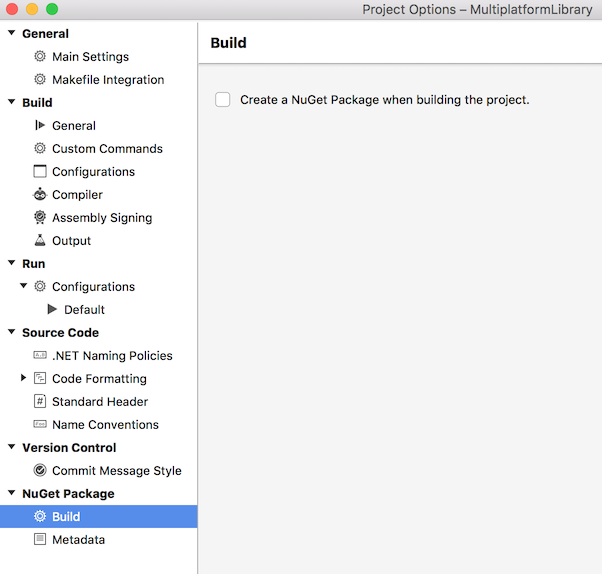 Project Options – MultiplatformLibrary
General
Main Settings
Makefile Integration
Build
General
Custom Commands
Configurations
Compiler
Assembly Signing
Output
Run
Configurations
Default
Source Code
.NET Naming Policies
Code Formatting
Standard Header
Name Conventions
Version Control
Commit Message Style
NuGet Package
Build
Metadata
Build
Create a NuGet Package when building the project.